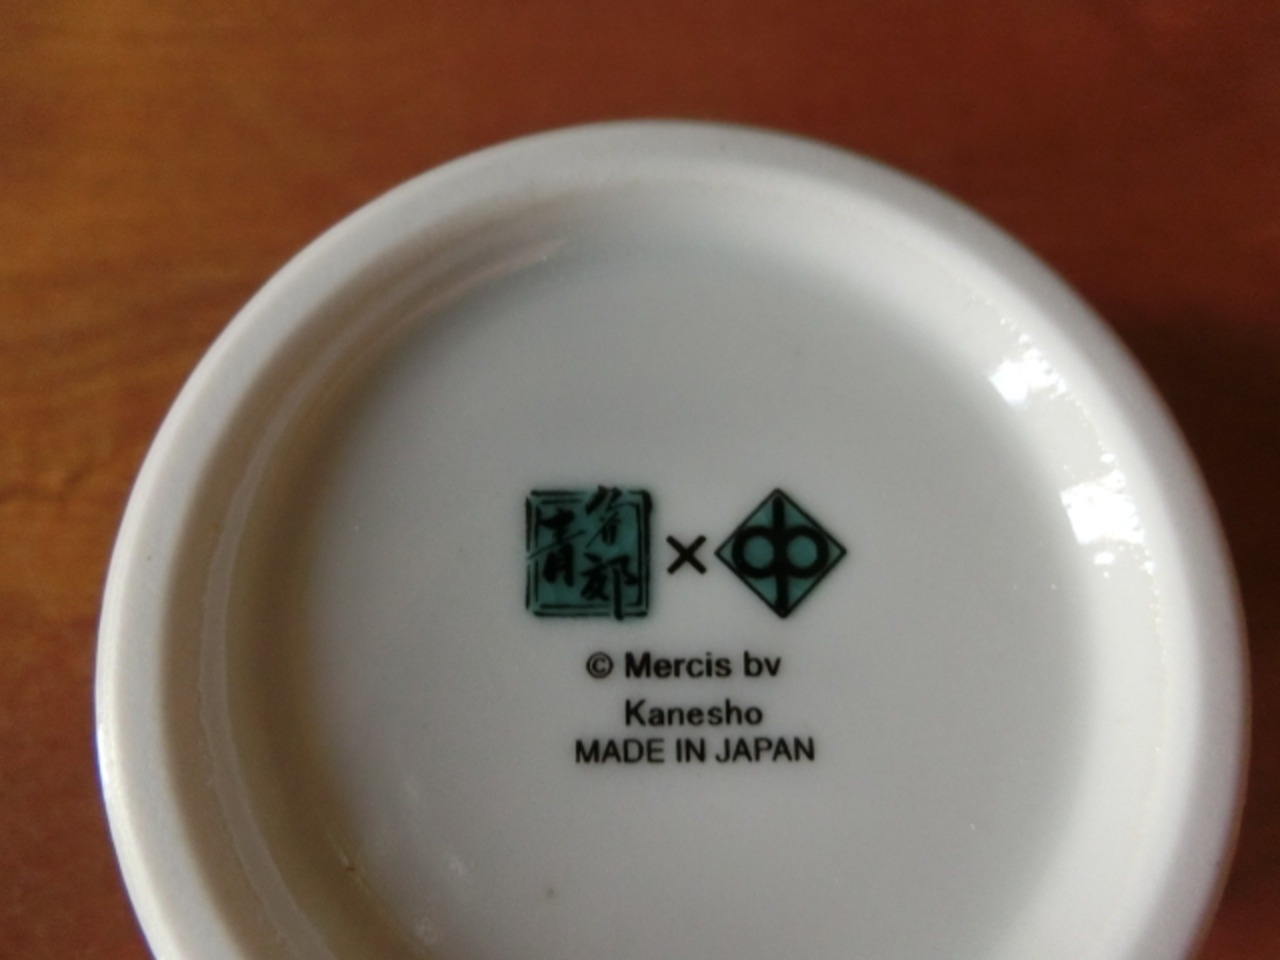 ×
© Mercis bv
Kanesho
MADE IN JAPAN